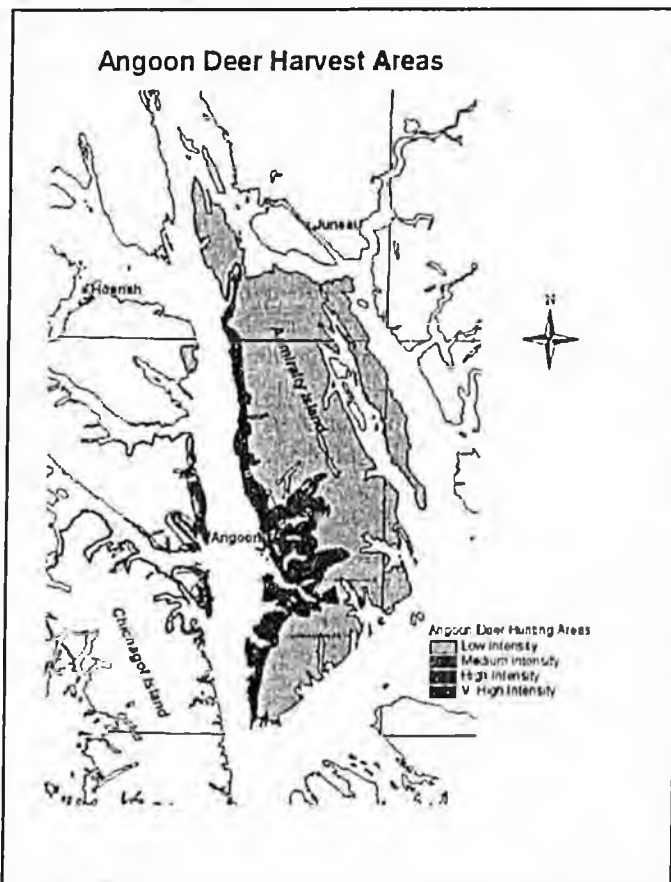 Angoon Deer Harvest Areas
Juneau
Hoonah
N
Admiralty Island
Angoon
Chichagof Island
Angoon Deer Hunting Areas
Low Intensity
Medium Intensity
High Intensity
V. High Intensity